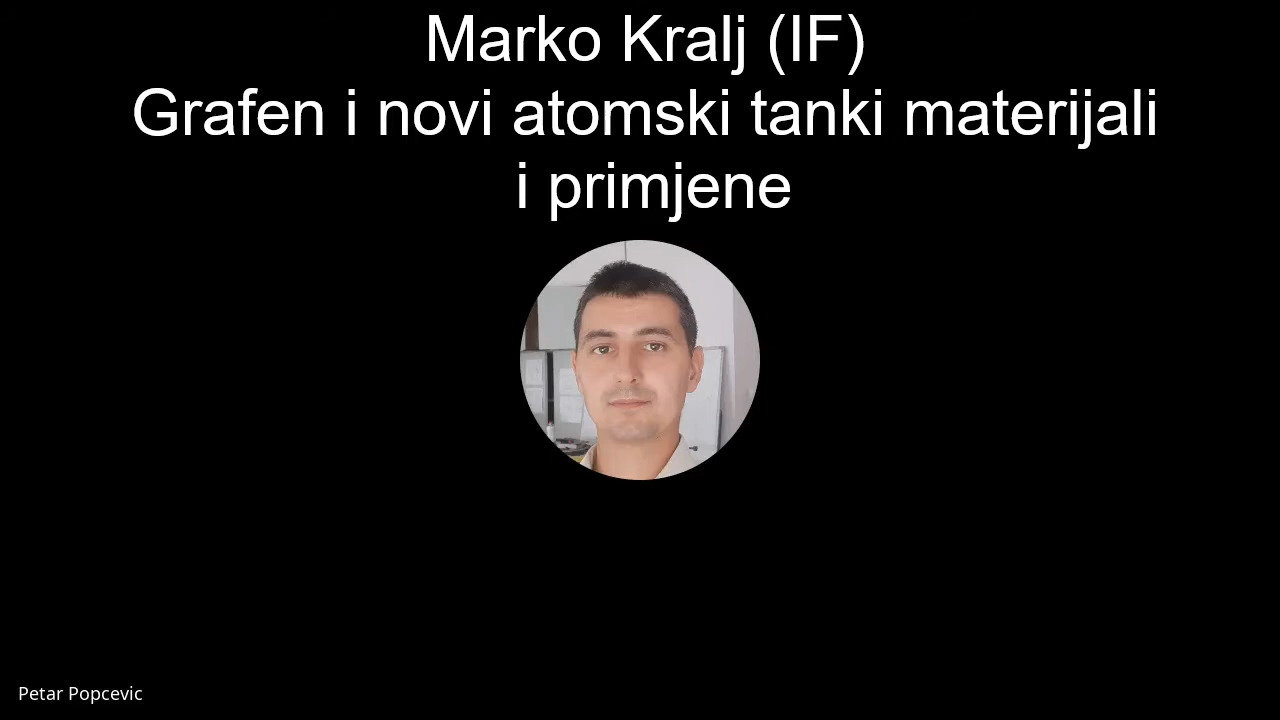 Marko Kralj (IF)
Grafen i novi atomski tanki materijali
i primjene
Petar Popcevic